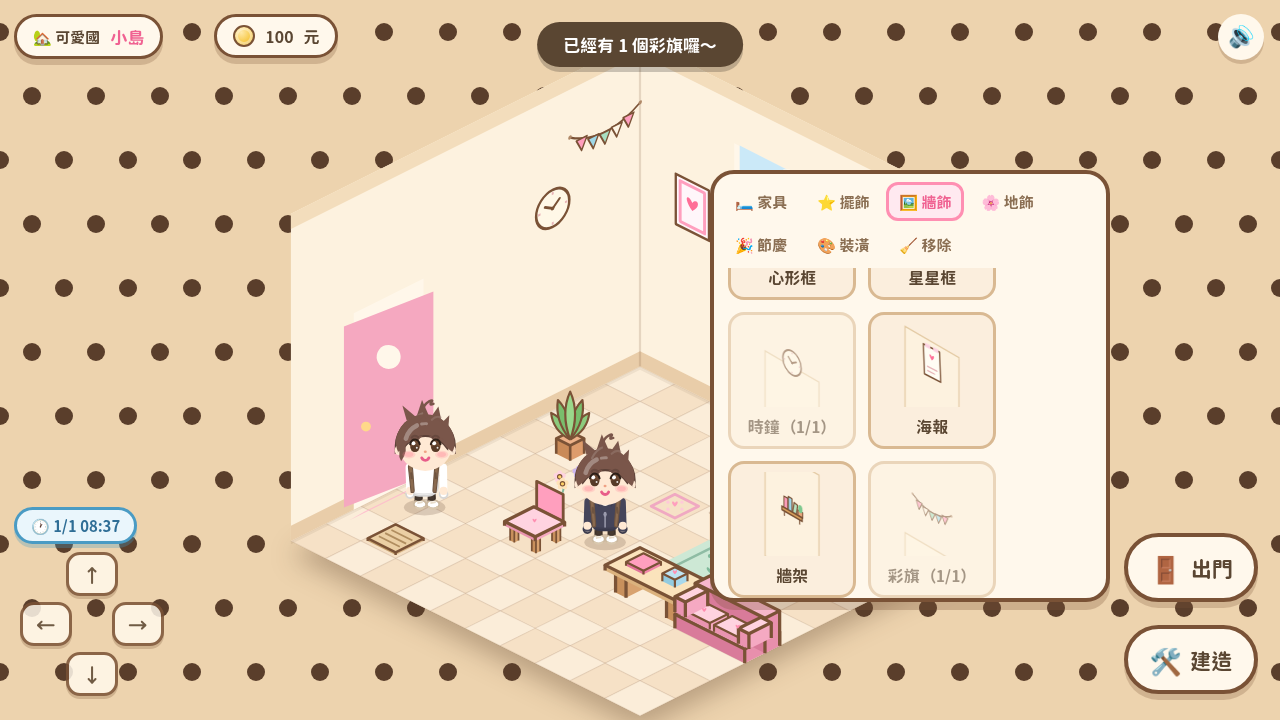 可愛國 小島
100 元
已經有 1 個彩旗囉～
家具
擺飾
牆飾
地飾
節慶
裝潢
移除
心形框
星星框
時鐘（1/1）
海報
牆架
彩旗（1/1）
1/1 08:37
↑
← →
↓
出門
建造